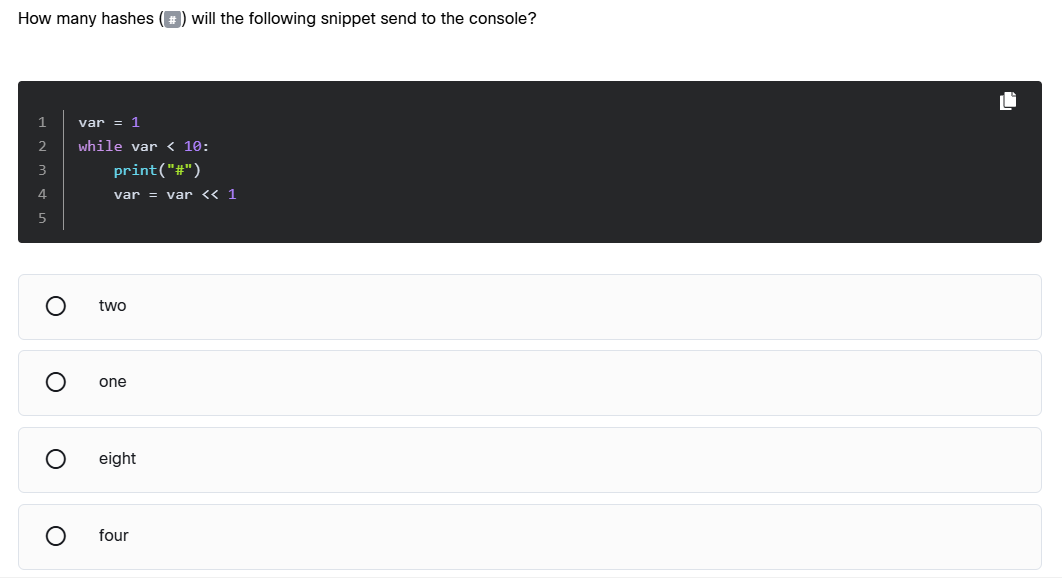 How many hashes (#) will the following snippet send to the console?
1 var = 1
2 while var < 10:
3     print("#")
4     var = var << 1
5
two
one
eight
four